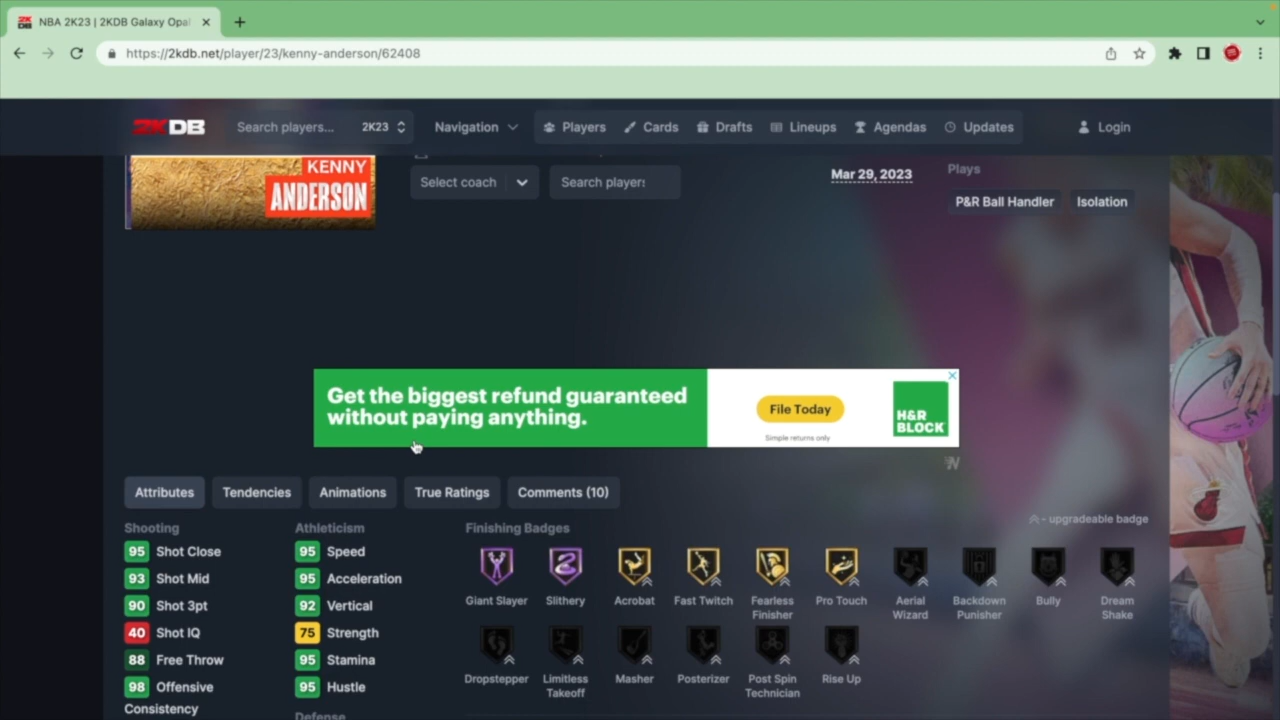 NBA 2K23 | 2KDB Galaxy Opal
https://2kdb.net/player/23/kenny-anderson/62408
2KDB
Search players...
2K23
Navigation
Players
Cards
Drafts
Lineups
Agendas
Updates
Login
KENNY
ANDERSON
Select coach
Search players
Mar 29, 2023
Plays
P&R Ball Handler
Isolation
Get the biggest refund guaranteed
without paying anything.
File Today
Simple returns only
H&R
BLOCK
Attributes
Tendencies
Animations
True Ratings
Comments (10)
- upgradeable badge
Shooting
95 Shot Close
93 Shot Mid
90 Shot 3pt
40 Shot IQ
88 Free Throw
98 Offensive
Consistency
Athleticism
95 Speed
95 Acceleration
92 Vertical
75 Strength
95 Stamina
95 Hustle
Defense
Finishing Badges
Giant Slayer
Slithery
Acrobat
Fast Twitch
Fearless
Finisher
Pro Touch
Aerial
Wizard
Backdown
Punisher
Bully
Dream
Shake
Dropstepper
Limitless
Takeoff
Masher
Posterizer
Post Spin
Technician
Rise Up